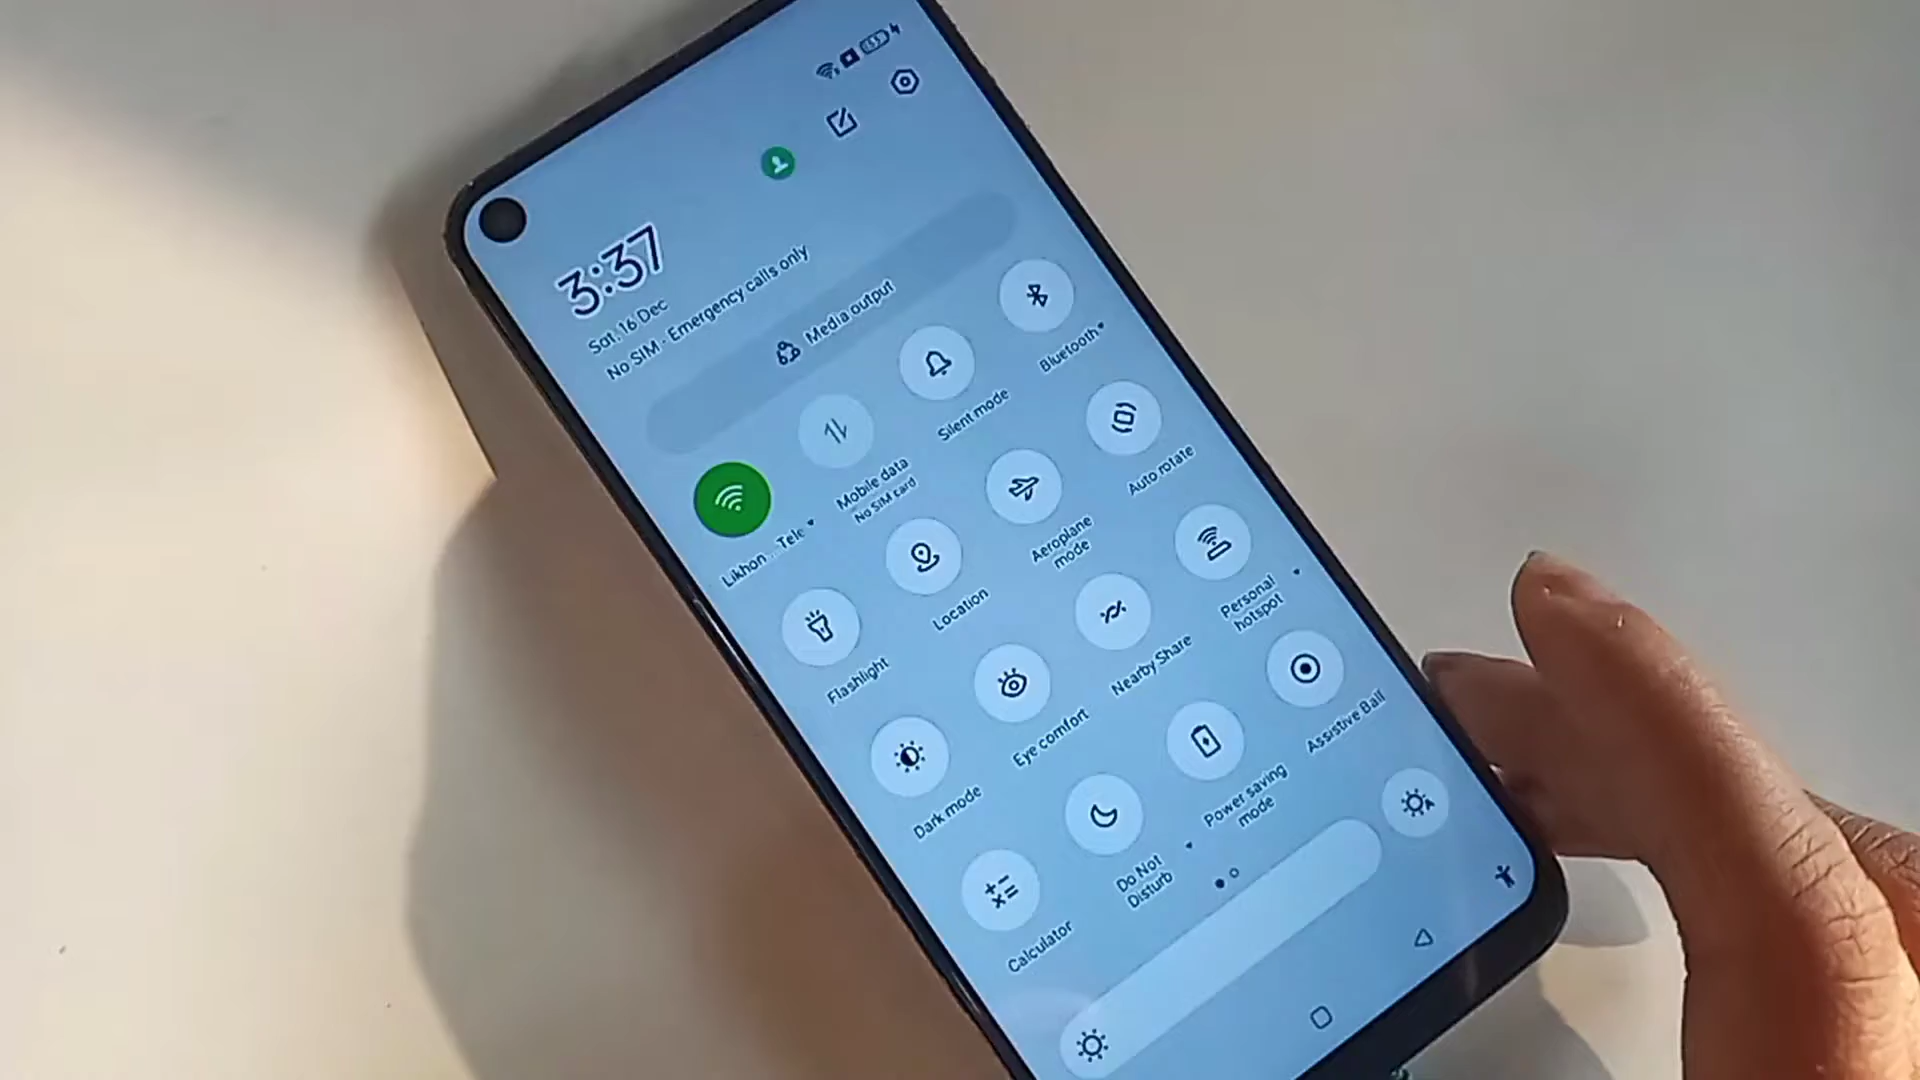 3:37
Sat, 16 Dec
No SIM - Emergency calls only
Media output
Likhon ... Tele
Mobile data
No SIM card
Silent mode
Bluetooth
Flashlight
Location
Aeroplane
mode
Auto rotate
Dark mode
Eye comfort
Nearby Share
Personal
hotspot
Calculator
Do Not
Disturb
Power saving
mode
Assistive Ball